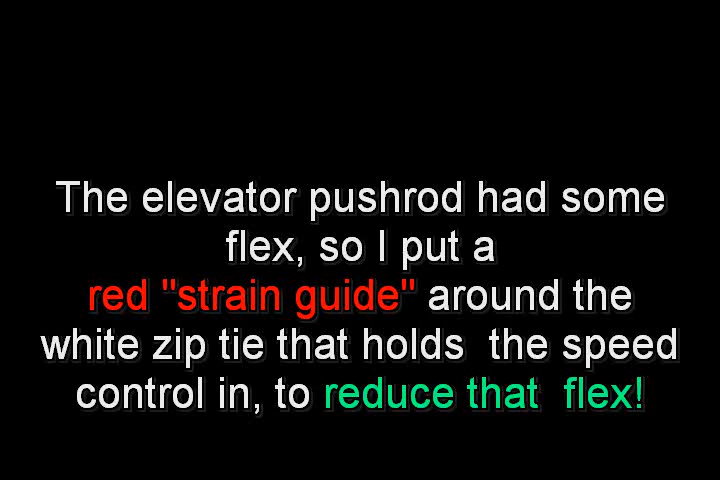 The elevator pushrod had some
flex, so I put a
red "strain guide" around the
white zip tie that holds  the speed
control in, to reduce that  flex!